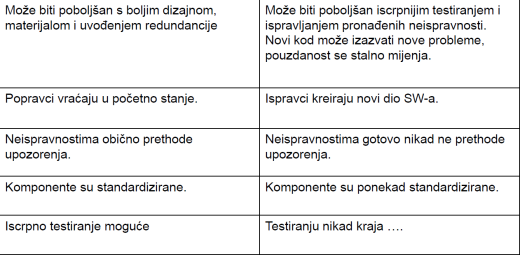 Može biti poboljšan s boljim dizajnom,
materijalom i uvođenjem redundancije
Može biti poboljšan iscrpnijim testiranjem i
ispravljanjem pronađenih neispravnosti.
Novi kod može izazvati nove probleme,
pouzdanost se stalno mijenja.
Popravci vraćaju u početno stanje.
Ispravci kreiraju novi dio SW-a.
Neispravnostima obično prethode
upozorenja.
Neispravnostima gotovo nikad ne prethode
upozorenja.
Komponente su standardizirane.
Komponente su ponekad standardizirane.
Iscrpno testiranje moguće
Testiranju nikad kraja ….